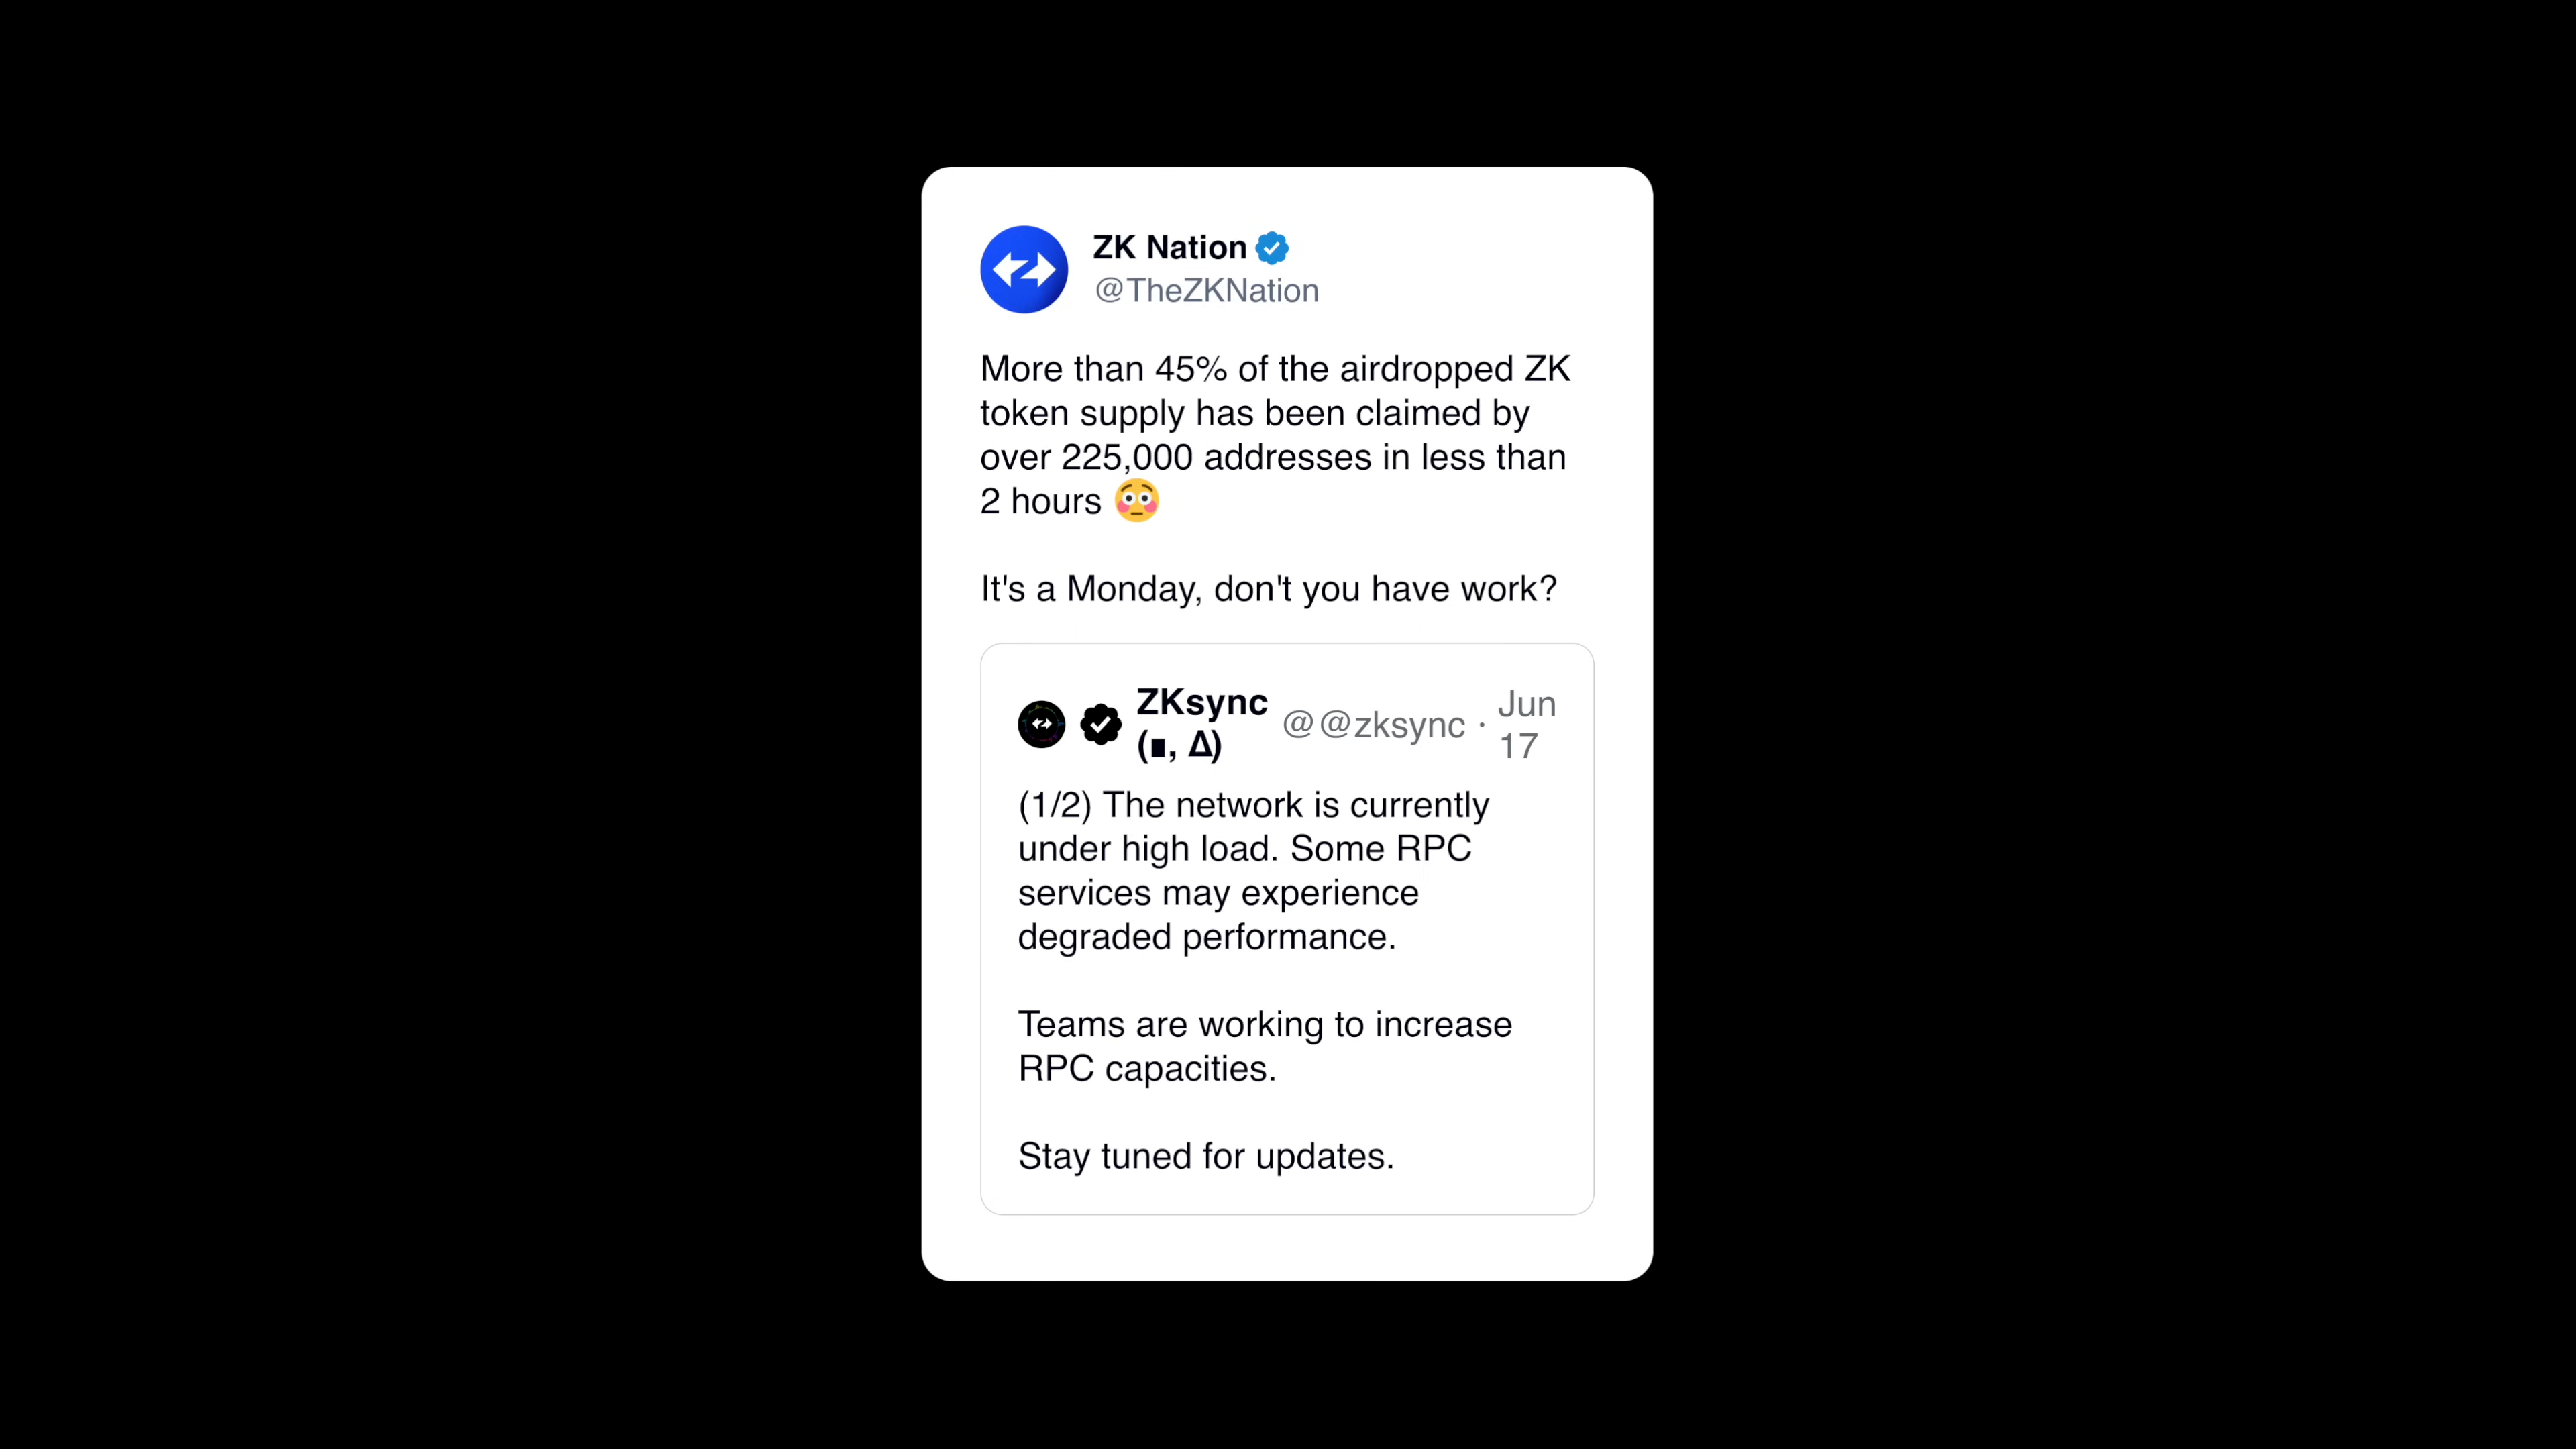 ZK Nation
@TheZKNation
More than 45% of the airdropped ZK
token supply has been claimed by
over 225,000 addresses in less than
2 hours 😳
It's a Monday, don't you have work?
ZKsync
(∎, ∆)
@@zksync · Jun
17
(1/2) The network is currently
under high load. Some RPC
services may experience
degraded performance.
Teams are working to increase
RPC capacities.
Stay tuned for updates.